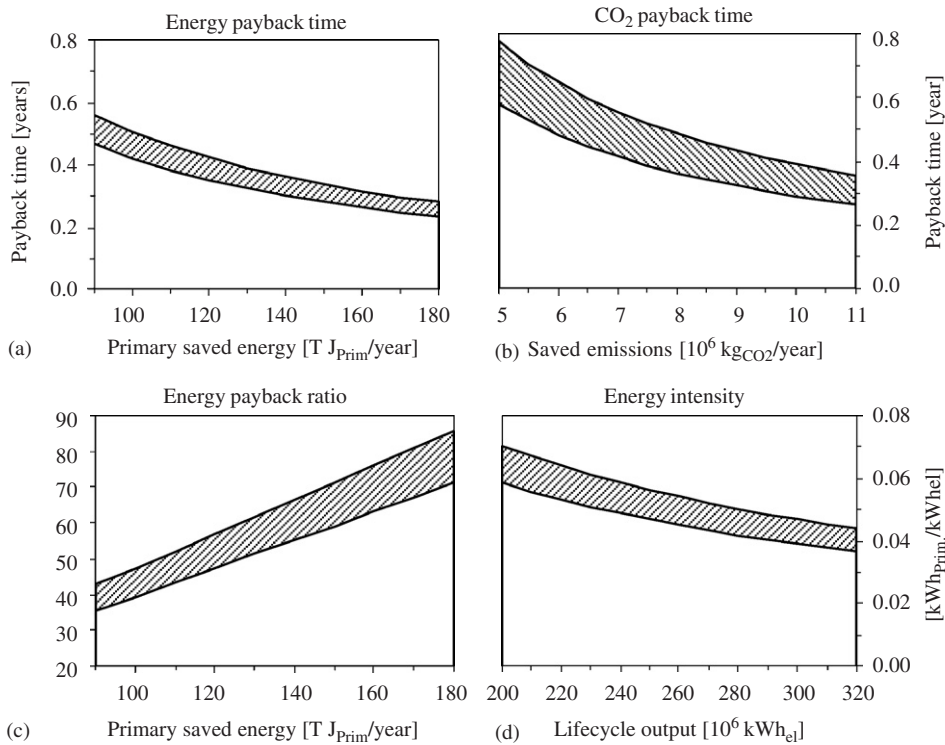 Energy payback time
Payback time [years]
0.8
0.6
0.4
0.2
0.0
100 120 140 160 180
(a) Primary saved energy [T J_Prim/year]
CO₂ payback time
0.8
0.6
0.4
0.2
0.0
Payback time [year]
5 6 7 8 9 10 11
(b) Saved emissions [10⁶ kg_CO2/year]
Energy payback ratio
90
80
70
60
50
40
30
20
100 120 140 160 180
(c) Primary saved energy [T J_Prim/year]
Energy intensity
0.08
0.06
0.04
0.02
0.00
[kWh_Prim./kWhel]
200 220 240 260 280 300 320
(d) Lifecycle output [10⁶ kWh_el]